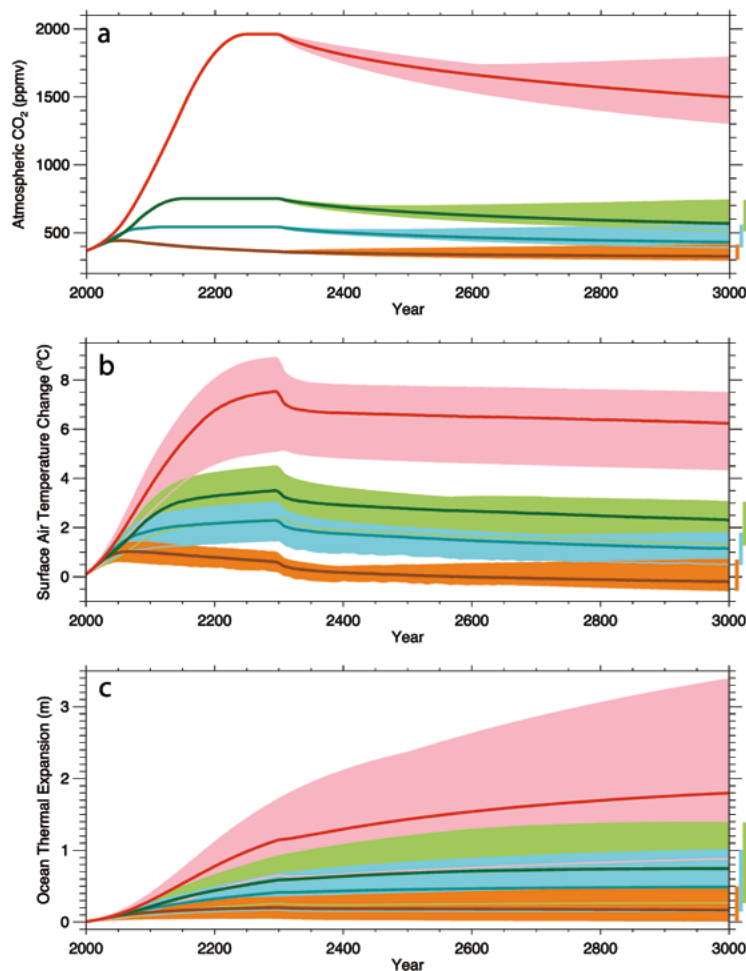 a
Atmospheric CO2 (ppmv)
2000
1500
1000
500
2000 2200 2400 2600 2800 3000
Year
b
Surface Air Temperature Change (°C)
8
6
4
2
0
2000 2200 2400 2600 2800 3000
Year
c
Ocean Thermal Expansion (m)
3
2
1
0
2000 2200 2400 2600 2800 3000
Year